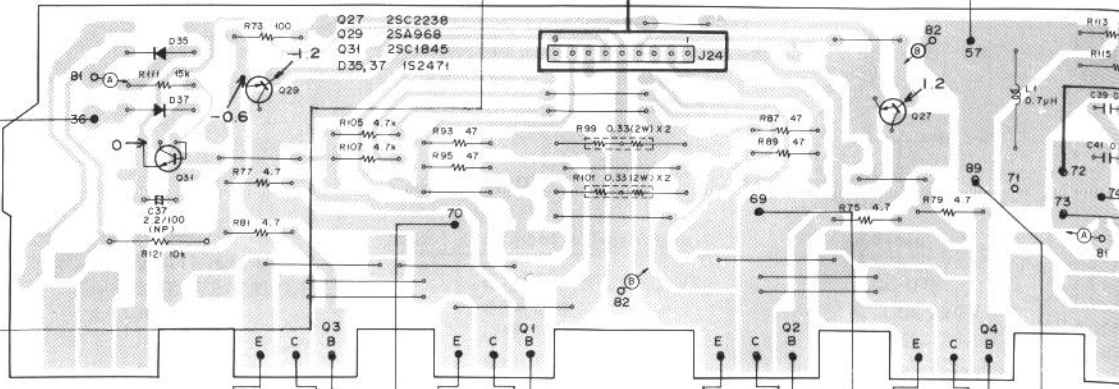 Q27 2SC2238
Q29 2SA968
Q31 2SC1845
D35, 37 1S2471
R73 100
-1.2
D35
81 A
R111 15k
Q29
-0.6
D37
36
0
Q31
C37
2.2/100
(NP)
R121 10k
R77 4.7
R81 4.7
R105 4.7k
R107 4.7k
R93 47
R95 47
70
9 1
J24
R99 0.33(2W)X2
R101 0.33(2W)X2
B
82
R87 47
R89 47
69
R75 4.7
R79 4.7
82
B
57
1.2
Q27
L1
0.7μH
89
71
R113
R115
C39 0
C41 0
72
74
73
A
81
Q3
E C B
Q1
E C B
Q2
E C B
Q4
E C B